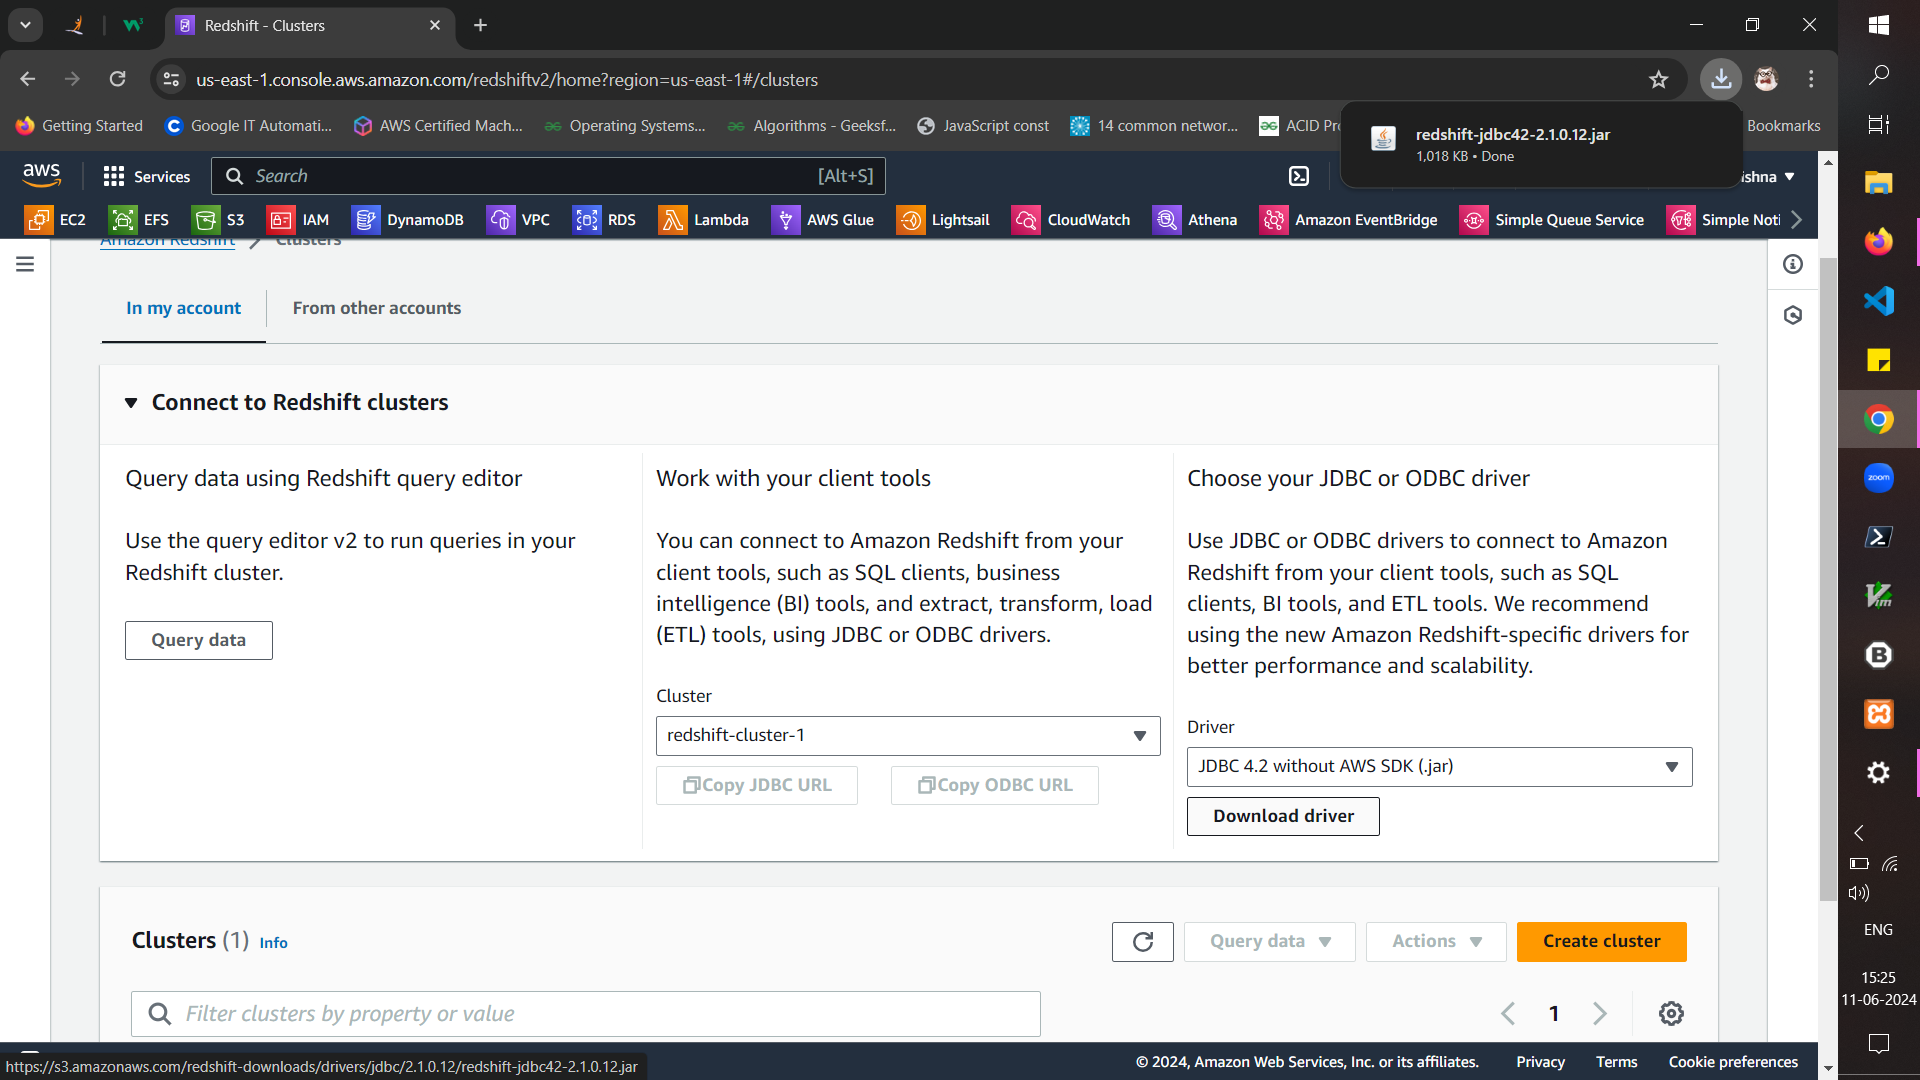 Redshift - Clusters
us-east-1.console.aws.amazon.com/redshiftv2/home?region=us-east-1#/clusters
Getting Started
Google IT Automati...
AWS Certified Mach...
Operating Systems...
Algorithms - Geeksf...
JavaScript const
14 common networ...
ACID Pr
Bookmarks
redshift-jdbc42-2.1.0.12.jar
1,018 KB • Done
aws
Services
Search
[Alt+S]
ishna
EC2
EFS
S3
IAM
DynamoDB
VPC
RDS
Lambda
AWS Glue
Lightsail
CloudWatch
Athena
Amazon EventBridge
Simple Queue Service
Simple Noti
Amazon Redshift
Clusters
In my account
From other accounts
Connect to Redshift clusters
Query data using Redshift query editor
Use the query editor v2 to run queries in your
Redshift cluster.
Query data
Work with your client tools
You can connect to Amazon Redshift from your
client tools, such as SQL clients, business
intelligence (BI) tools, and extract, transform, load
(ETL) tools, using JDBC or ODBC drivers.
Cluster
redshift-cluster-1
Copy JDBC URL
Copy ODBC URL
Choose your JDBC or ODBC driver
Use JDBC or ODBC drivers to connect to Amazon
Redshift from your client tools, such as SQL
clients, BI tools, and ETL tools. We recommend
using the new Amazon Redshift-specific drivers for
better performance and scalability.
Driver
JDBC 4.2 without AWS SDK (.jar)
Download driver
Clusters (1) Info
Query data
Actions
Create cluster
Filter clusters by property or value
1
https://s3.amazonaws.com/redshift-downloads/drivers/jdbc/2.1.0.12/redshift-jdbc42-2.1.0.12.jar
© 2024, Amazon Web Services, Inc. or its affiliates.
Privacy
Terms
Cookie preferences
zoom
ENG
15:25
11-06-2024